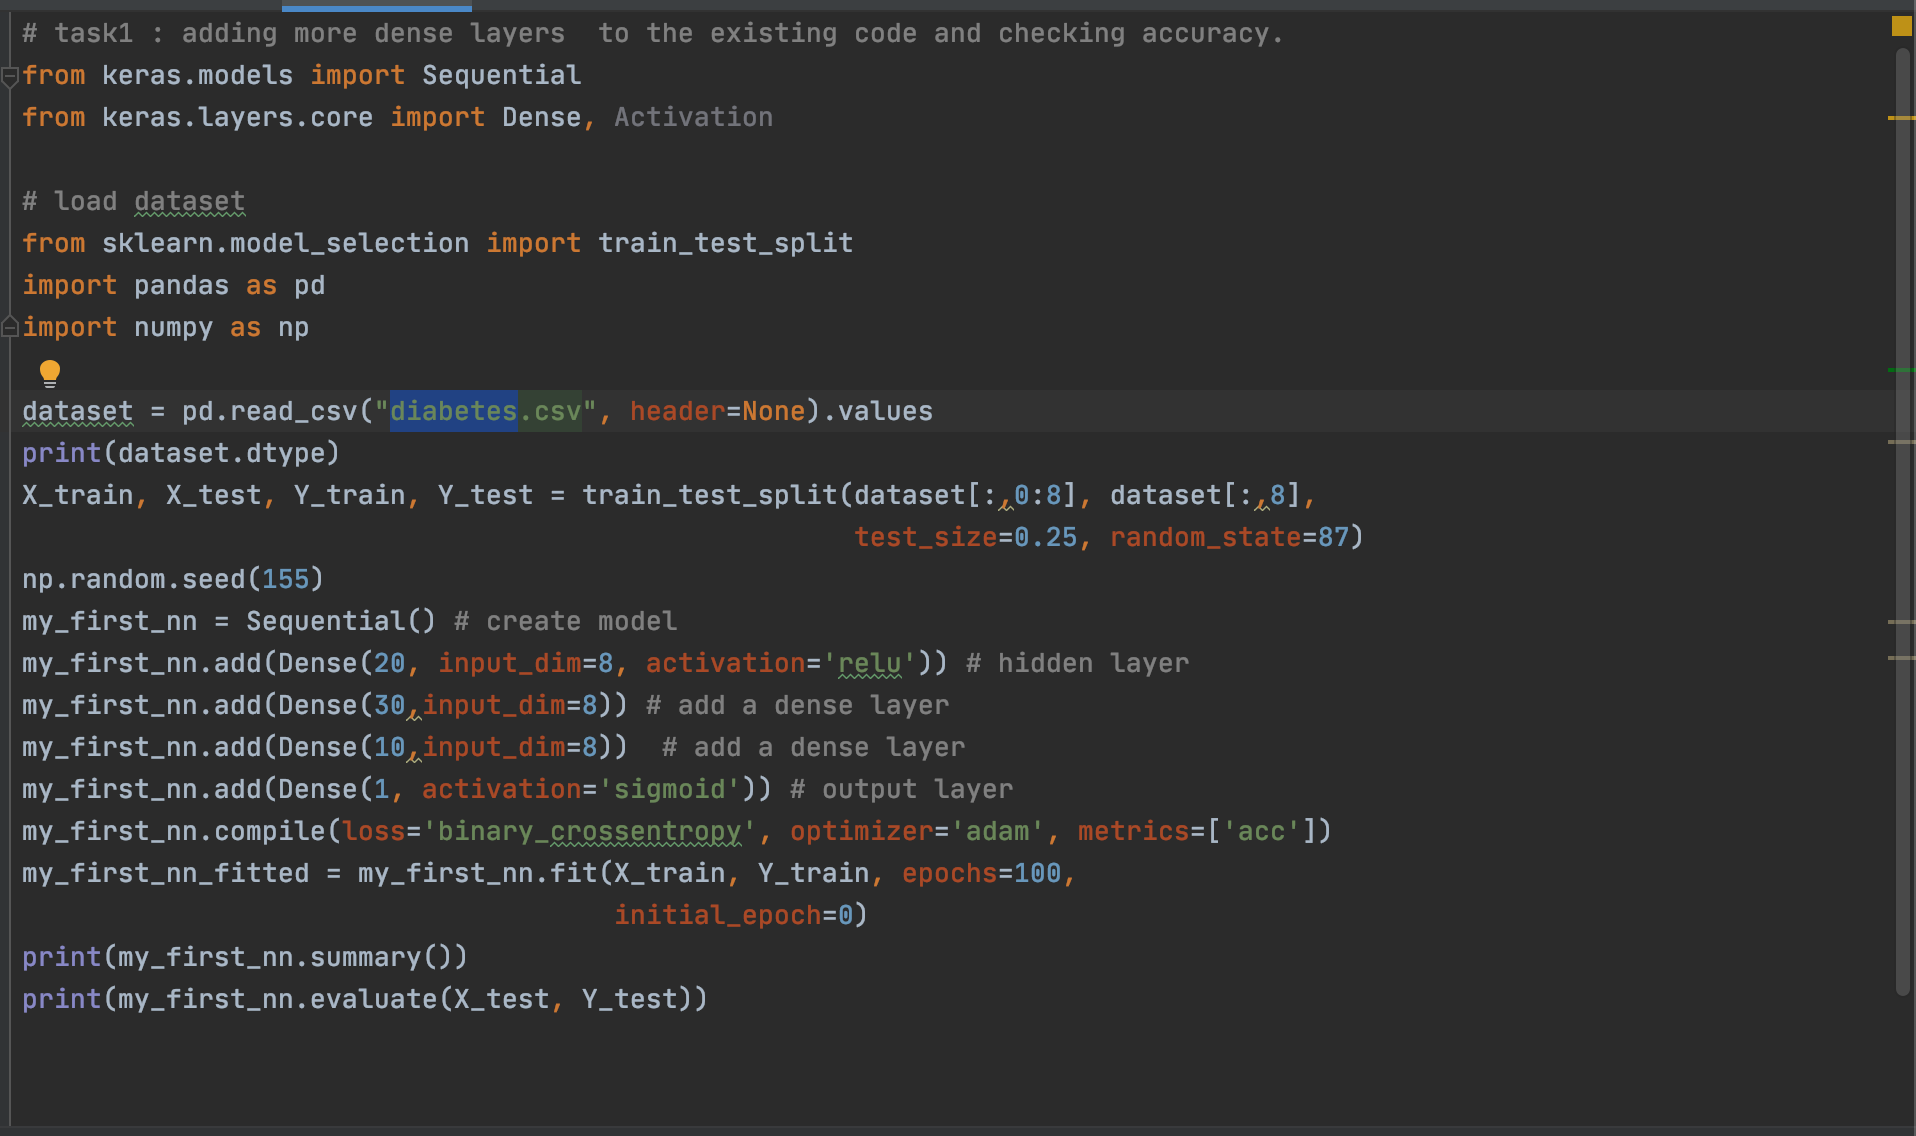 # task1 : adding more dense layers  to the existing code and checking accuracy.
from keras.models import Sequential
from keras.layers.core import Dense, Activation
# load dataset
from sklearn.model_selection import train_test_split
import pandas as pd
import numpy as np
dataset = pd.read_csv("diabetes.csv", header=None).values
print(dataset.dtype)
X_train, X_test, Y_train, Y_test = train_test_split(dataset[:,0:8], dataset[:,8],
                                                    test_size=0.25, random_state=87)
np.random.seed(155)
my_first_nn = Sequential() # create model
my_first_nn.add(Dense(20, input_dim=8, activation='relu')) # hidden layer
my_first_nn.add(Dense(30,input_dim=8)) # add a dense layer
my_first_nn.add(Dense(10,input_dim=8))  # add a dense layer
my_first_nn.add(Dense(1, activation='sigmoid')) # output layer
my_first_nn.compile(loss='binary_crossentropy', optimizer='adam', metrics=['acc'])
my_first_nn_fitted = my_first_nn.fit(X_train, Y_train, epochs=100,
                                     initial_epoch=0)
print(my_first_nn.summary())
print(my_first_nn.evaluate(X_test, Y_test))